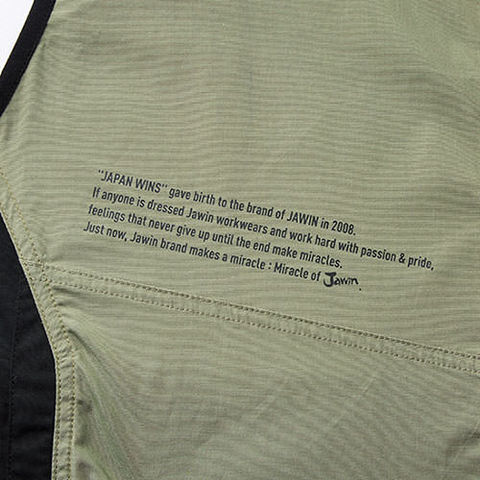 "JAPAN WINS" gave birth to the brand of JAWIN in 2008.
If anyone is dressed Jawin workwears and work hard with passion & pride,
feelings that never give up until the end make miracles.
Just now, Jawin brand makes a miracle : Miracle of Jawin.